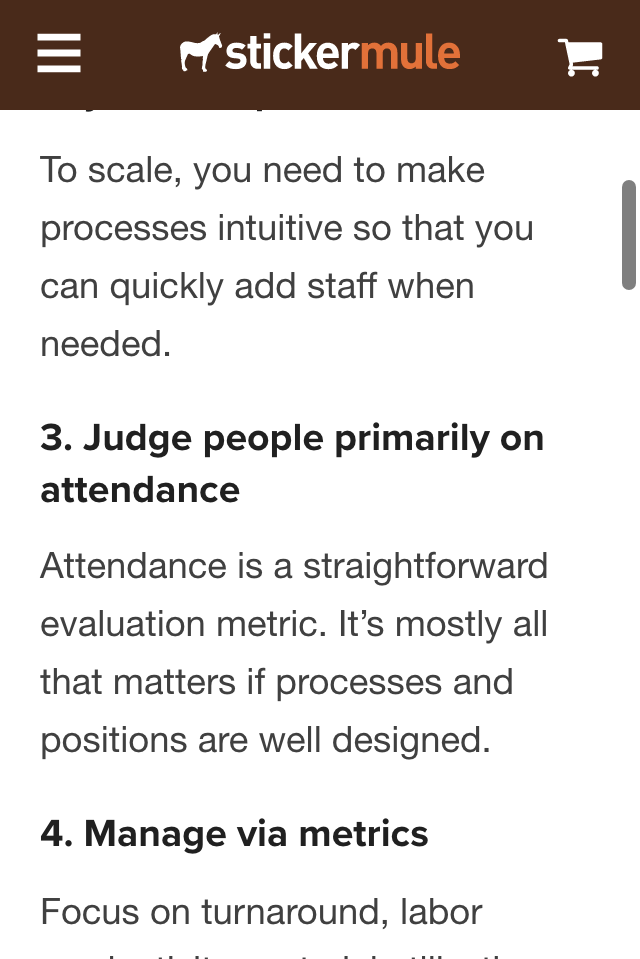 stickermule
To scale, you need to make
processes intuitive so that you
can quickly add staff when
needed.
3. Judge people primarily on
attendance
Attendance is a straightforward
evaluation metric. It’s mostly all
that matters if processes and
positions are well designed.
4. Manage via metrics
Focus on turnaround, labor